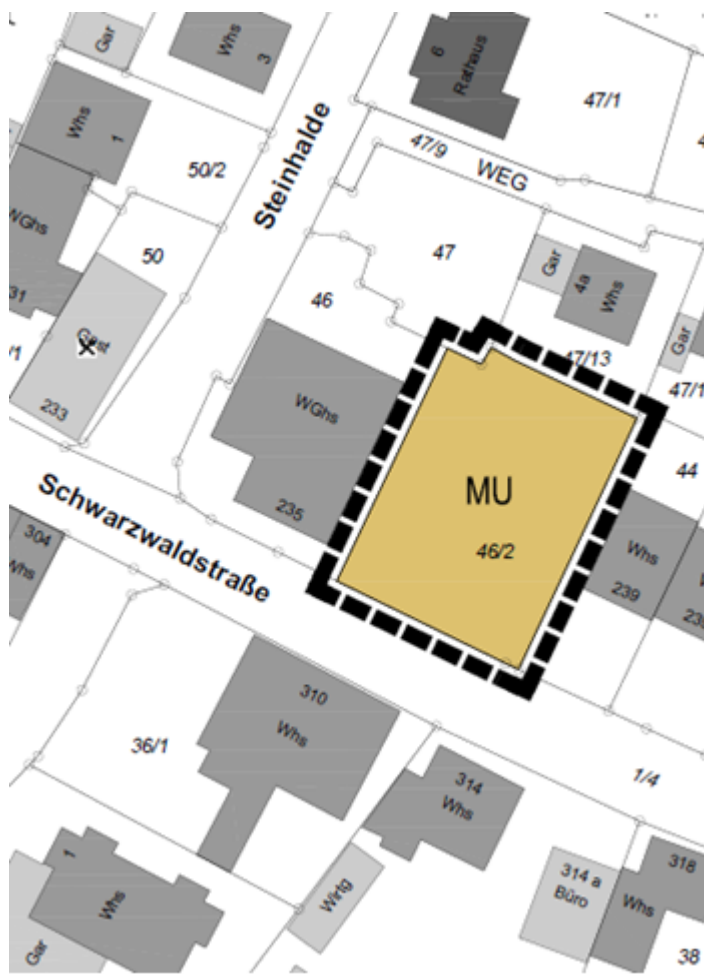 Gar
Whs
3
6
Rathaus
47/1
Whs
1
50/2
Steinhalde
47/9
WEG
WGhs
31
50
47
Gar
4a
Whs
46
Gast
233
47/13
Gar
WGhs
235
MU
46/2
44
Whs
239
Schwarzwaldstraße
304
Whs
310
Whs
36/1
314
Whs
1/4
1
Whs
Gar
Wirtg
314 a
Büro
318
Whs
38